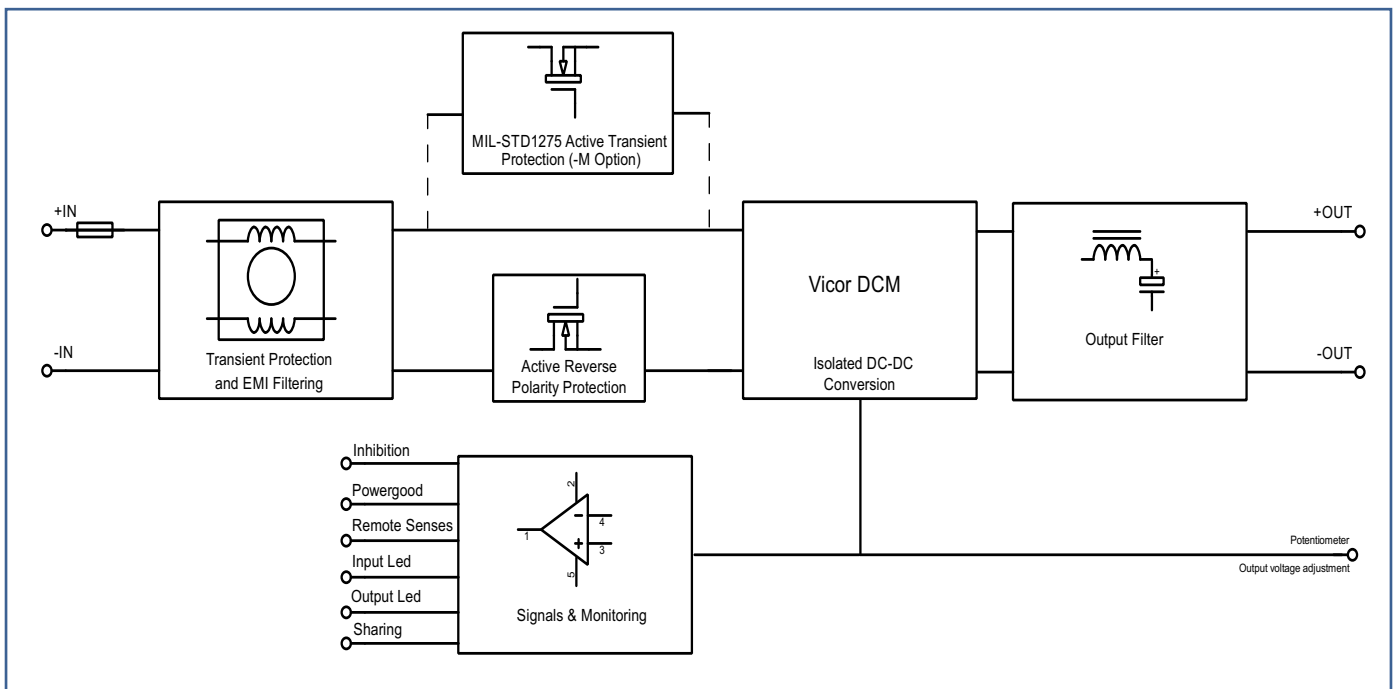 MIL-STD1275 Active Transient
Protection (-M Option)
+IN
-IN
Transient Protection
and EMI Filtering
Active Reverse
Polarity Protection
Vicor DCM
Isolated DC-DC
Conversion
+
Output Filter
+OUT
-OUT
Inhibition
Powergood
Remote Senses
Input Led
Output Led
Sharing
2
4
1
3
5
Signals & Monitoring
Potentiometer
Output voltage adjustment